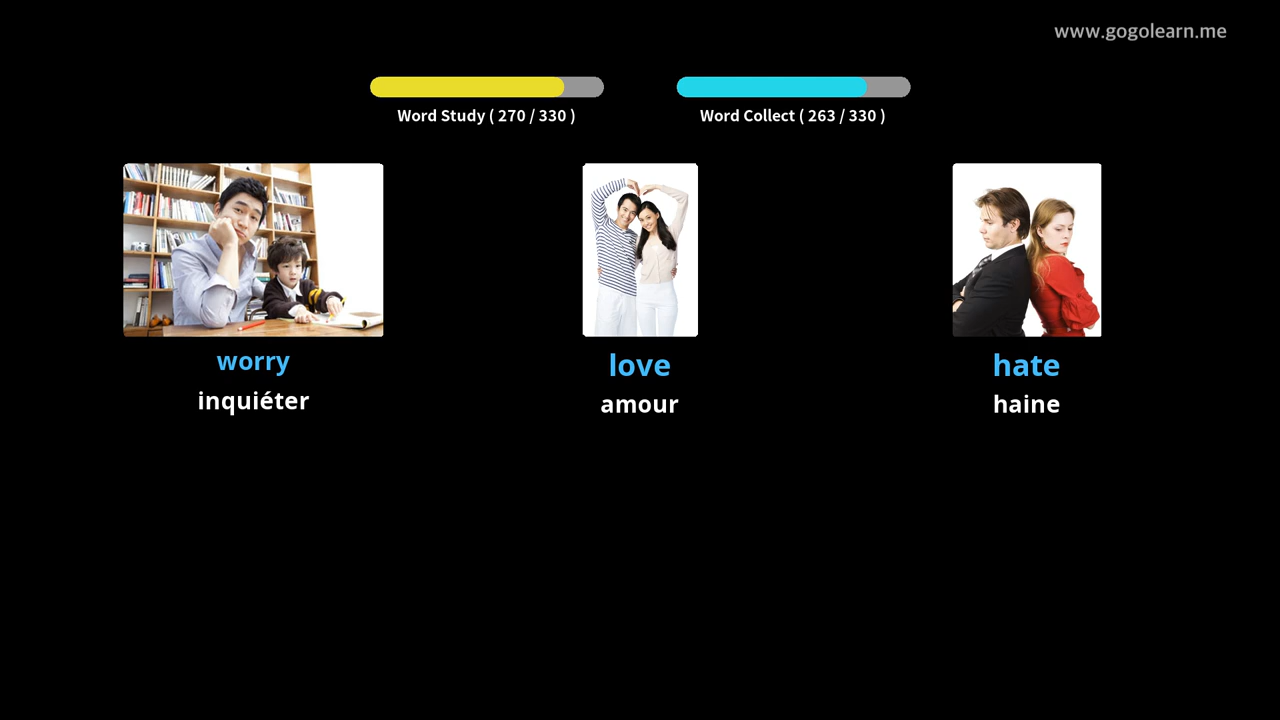 www.gogolearn.me
Word Study ( 270 / 330 )
Word Collect ( 263 / 330 )
worry
inquiéter
love
amour
hate
haine